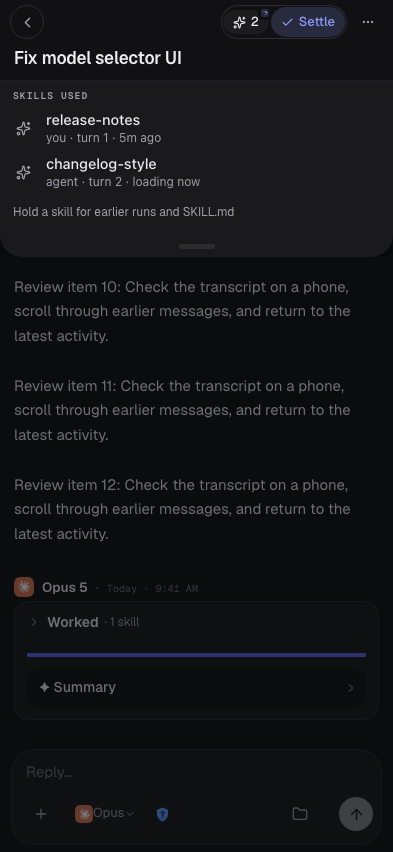 2
Settle
Fix model selector UI
SKILLS USED
release-notes
you · turn 1 · 5m ago
changelog-style
agent · turn 2 · loading now
Hold a skill for earlier runs and SKILL.md
Review item 10: Check the transcript on a phone,
scroll through earlier messages, and return to the
latest activity.
Review item 11: Check the transcript on a phone,
scroll through earlier messages, and return to the
latest activity.
Review item 12: Check the transcript on a phone,
scroll through earlier messages, and return to the
latest activity.
Opus 5 · Today · 9:41 AM
Worked · 1 skill
Summary
Reply...
Opus